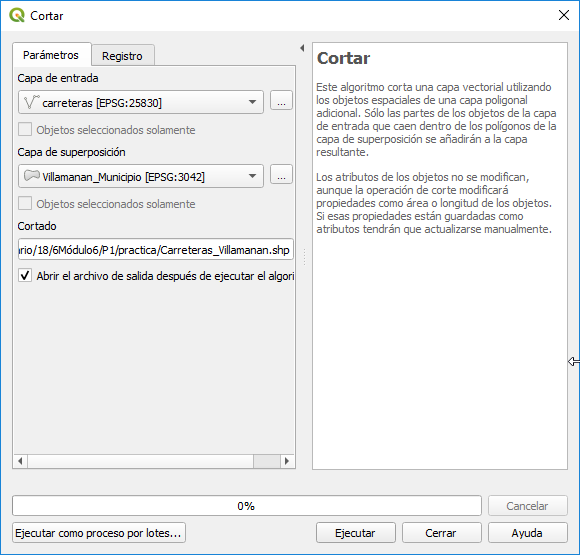 Cortar
Parámetros
Registro
Capa de entrada
carreteras [EPSG:25830]
...
Objetos seleccionados solamente
Capa de superposición
Villamanan_Municipio [EPSG:3042]
...
Objetos seleccionados solamente
Cortado
ario/18/6Módulo6/P1/practica/Carreteras_Villamanan.shp
Abrir el archivo de salida después de ejecutar el algori
Cortar
Este algoritmo corta una capa vectorial utilizando
los objetos espaciales de una capa poligonal
adicional. Sólo las partes de los objetos de la capa
de entrada que caen dentro de los polígonos de la
capa de superposición se añadirán a la capa
resultante.
Los atributos de los objetos no se modifican,
aunque la operación de corte modificará
propiedades como área o longitud de los objetos.
Si esas propiedades están guardadas como
atributos tendrán que actualizarse manualmente.
0%
Cancelar
Ejecutar como proceso por lotes...
Ejecutar
Cerrar
Ayuda